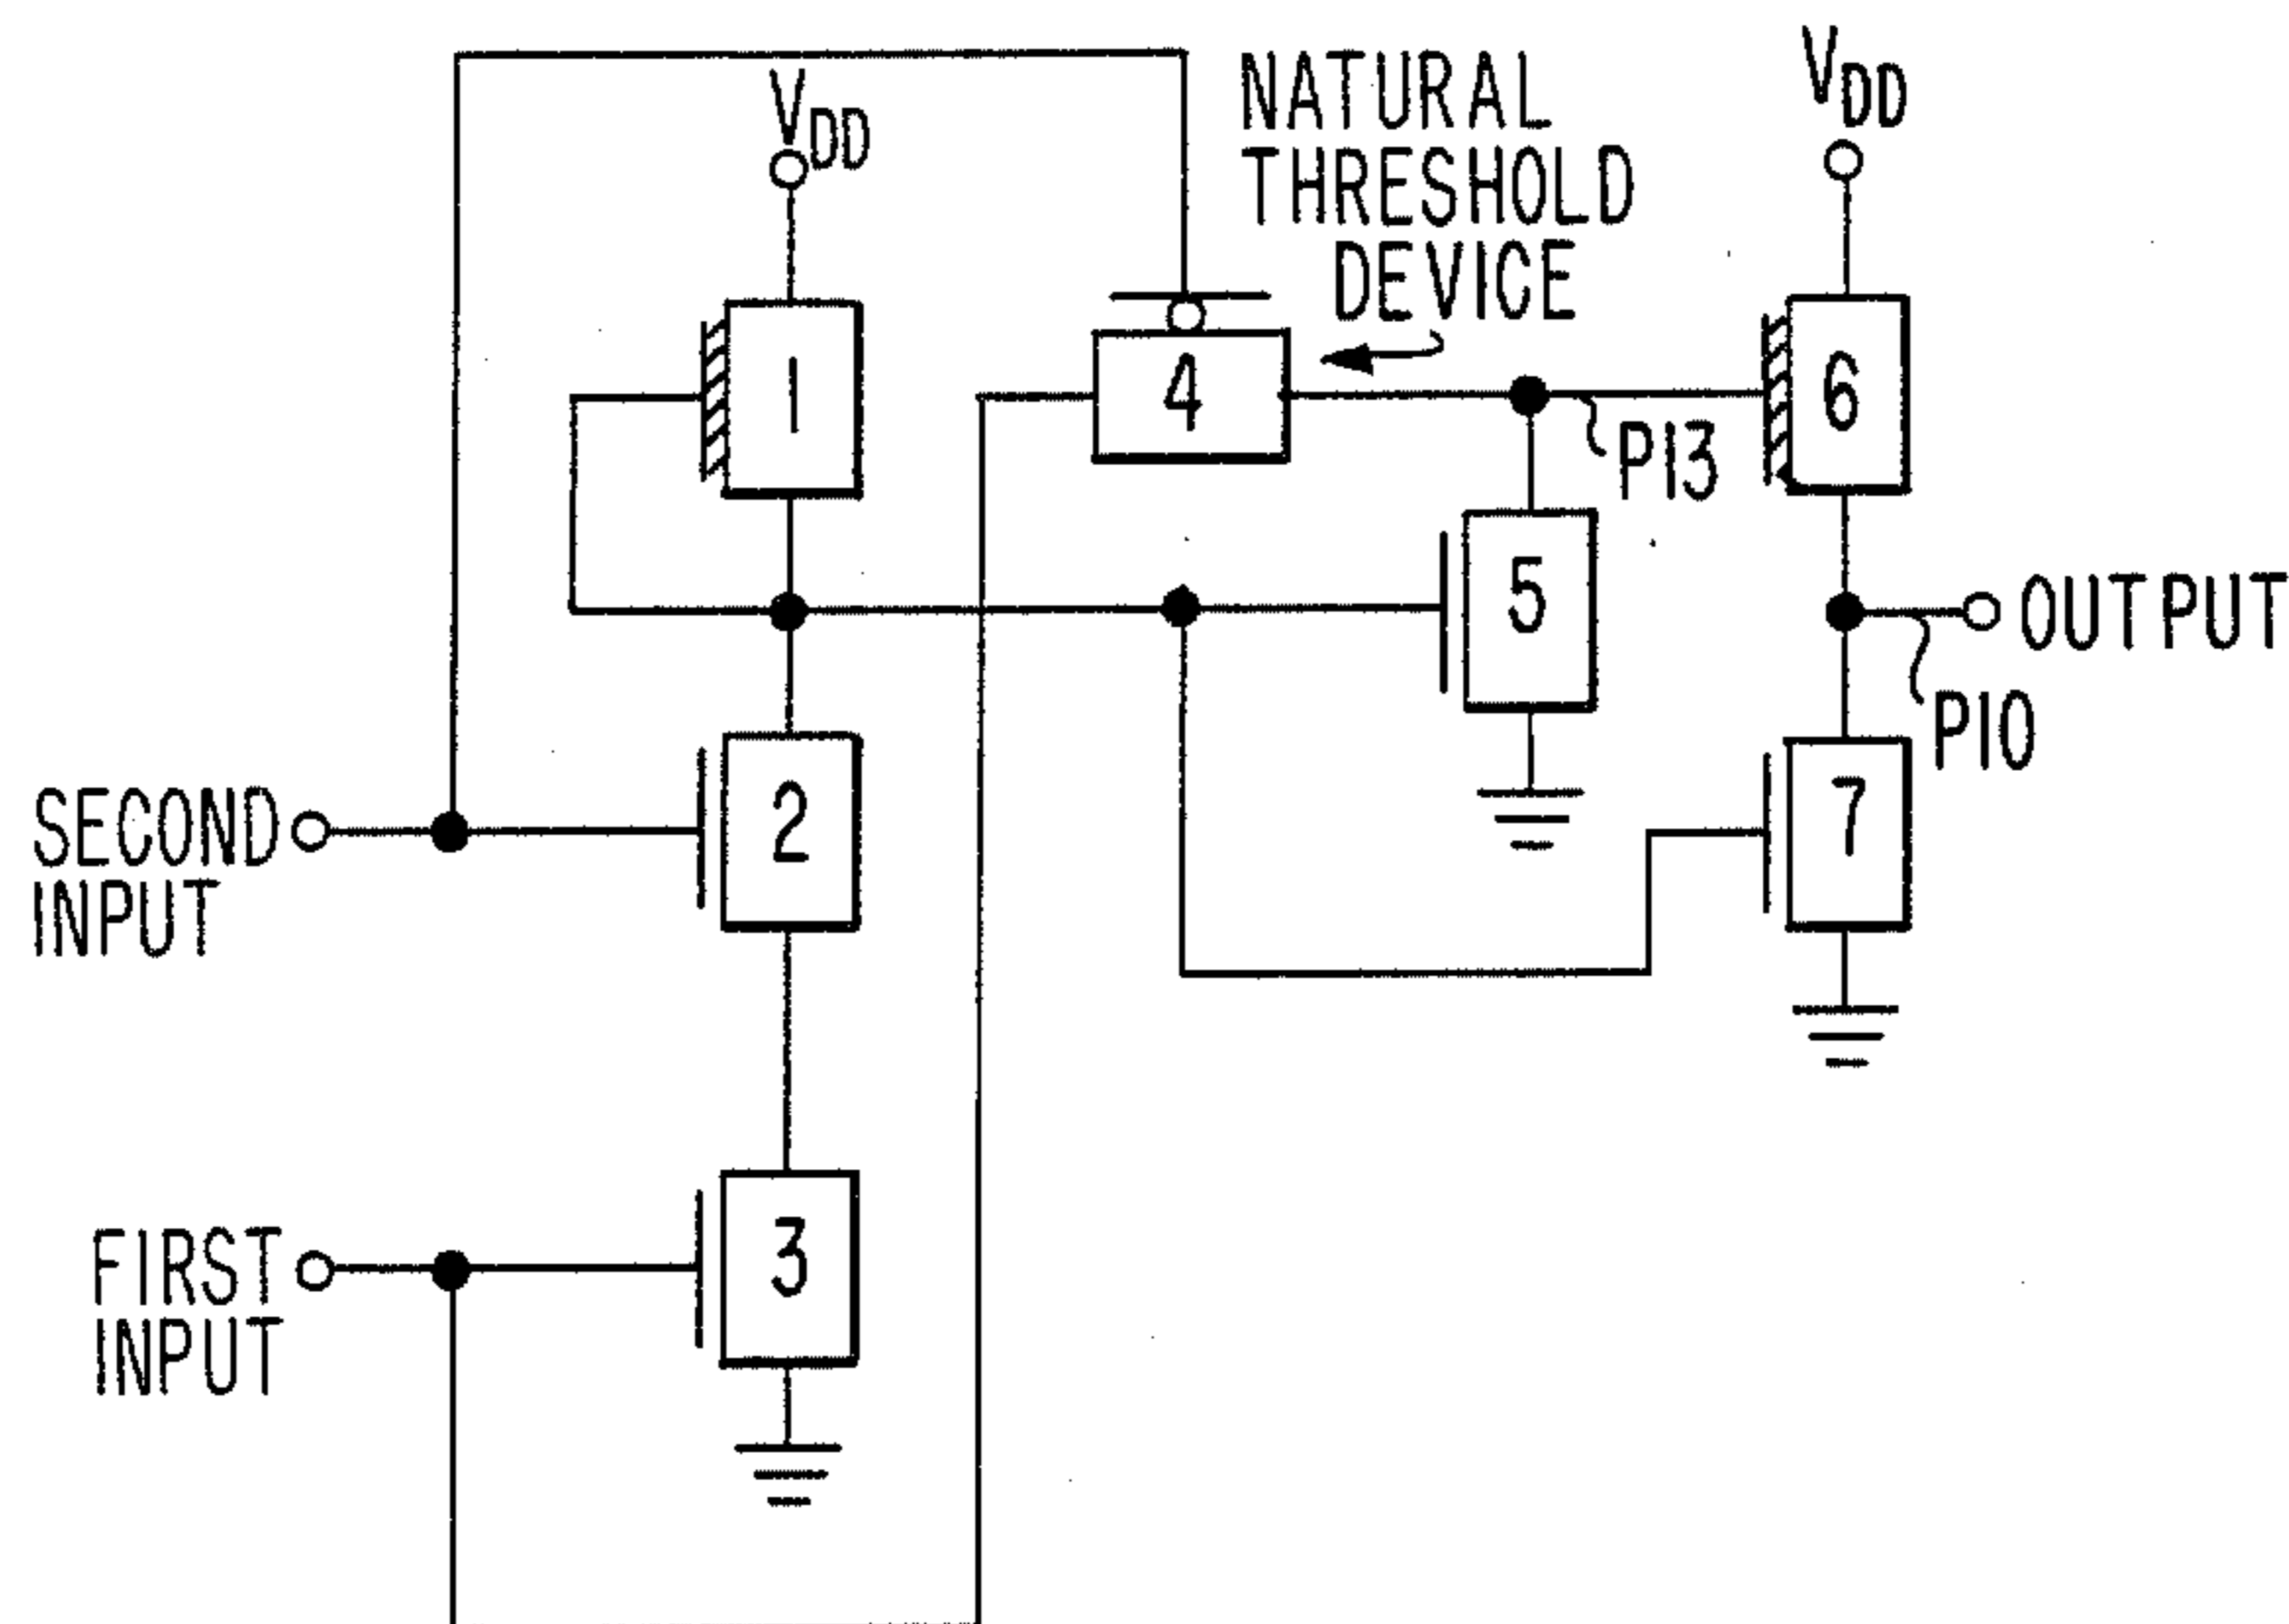 NATURAL
THRESHOLD
DEVICE
VDD
VDD
1
4
6
P13
5
OUTPUT
P10
2
7
SECOND
INPUT
3
FIRST
INPUT